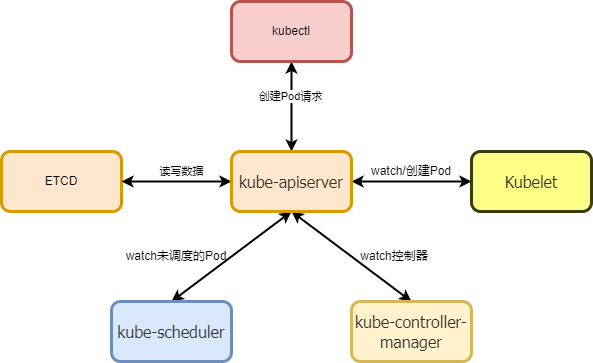 kubectl
创建Pod请求
ETCD
读写数据
kube-apiserver
watch/创建Pod
Kubelet
watch未调度的Pod
watch控制器
kube-scheduler
kube-controller-
manager